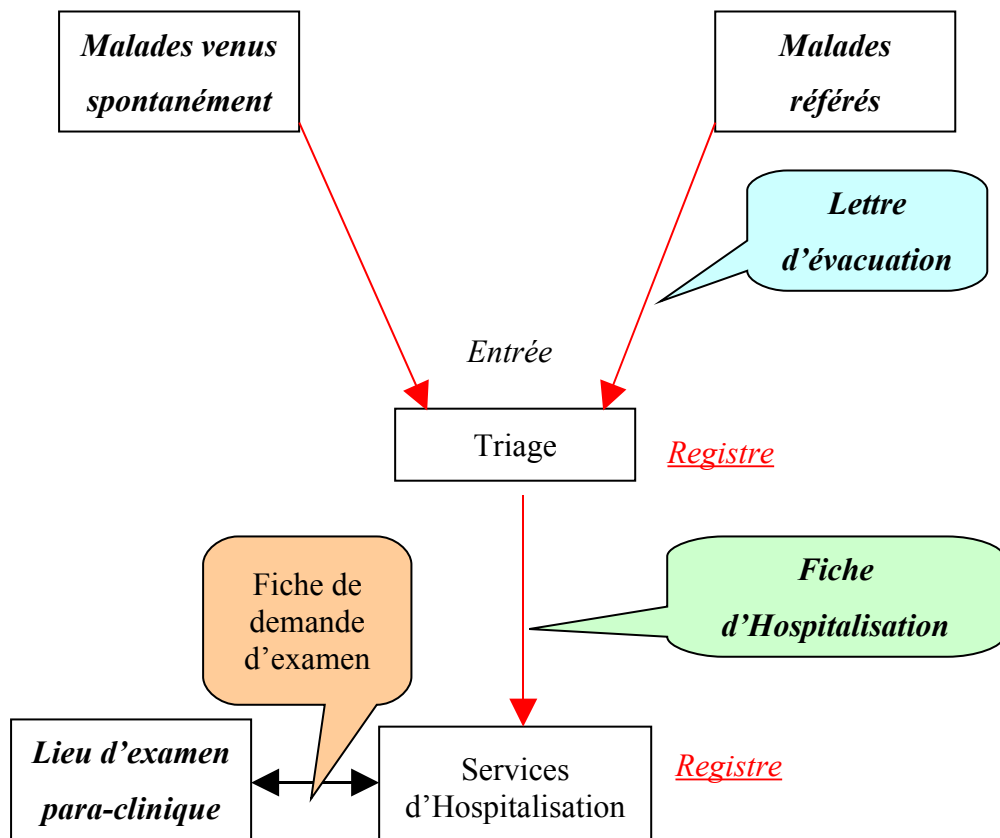 Malades venus
spontanément
Malades
référés
Lettre
d’évacuation
Entrée
Triage
Registre
Fiche de
demande
d’examen
Fiche
d’Hospitalisation
Lieu d’examen
para-clinique
Services
d’Hospitalisation
Registre